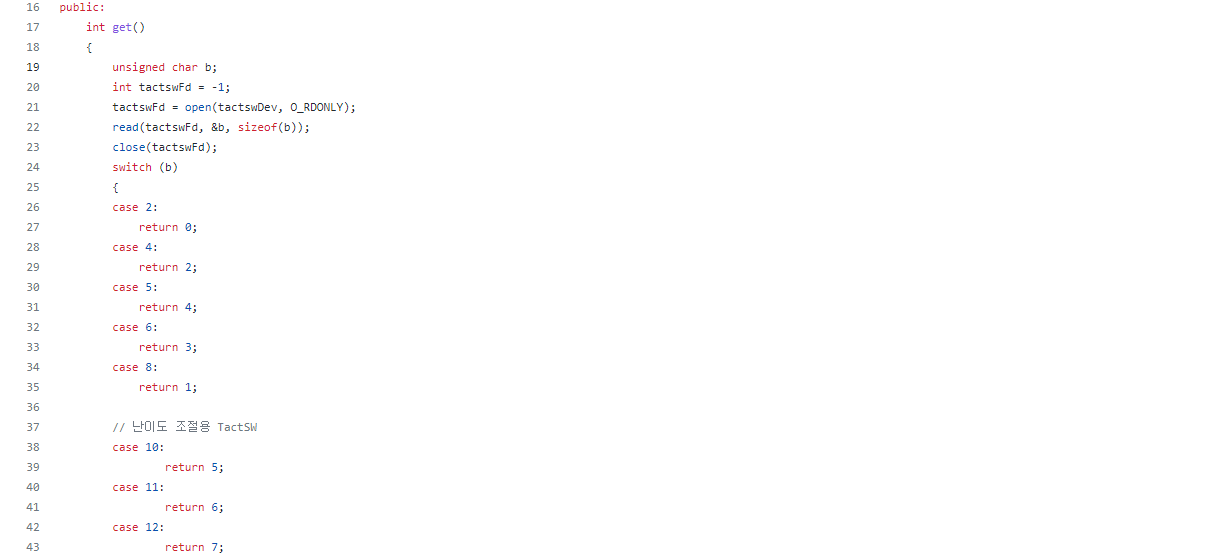 16 public:
17     int get()
18     {
19         unsigned char b;
20         int tactswFd = -1;
21         tactswFd = open(tactswDev, O_RDONLY);
22         read(tactswFd, &b, sizeof(b));
23         close(tactswFd);
24         switch (b)
25         {
26         case 2:
27             return 0;
28         case 4:
29             return 2;
30         case 5:
31             return 4;
32         case 6:
33             return 3;
34         case 8:
35             return 1;
36
37         // 난이도 조절용 TactSW
38         case 10:
39                 return 5;
40         case 11:
41                 return 6;
42         case 12:
43                 return 7;